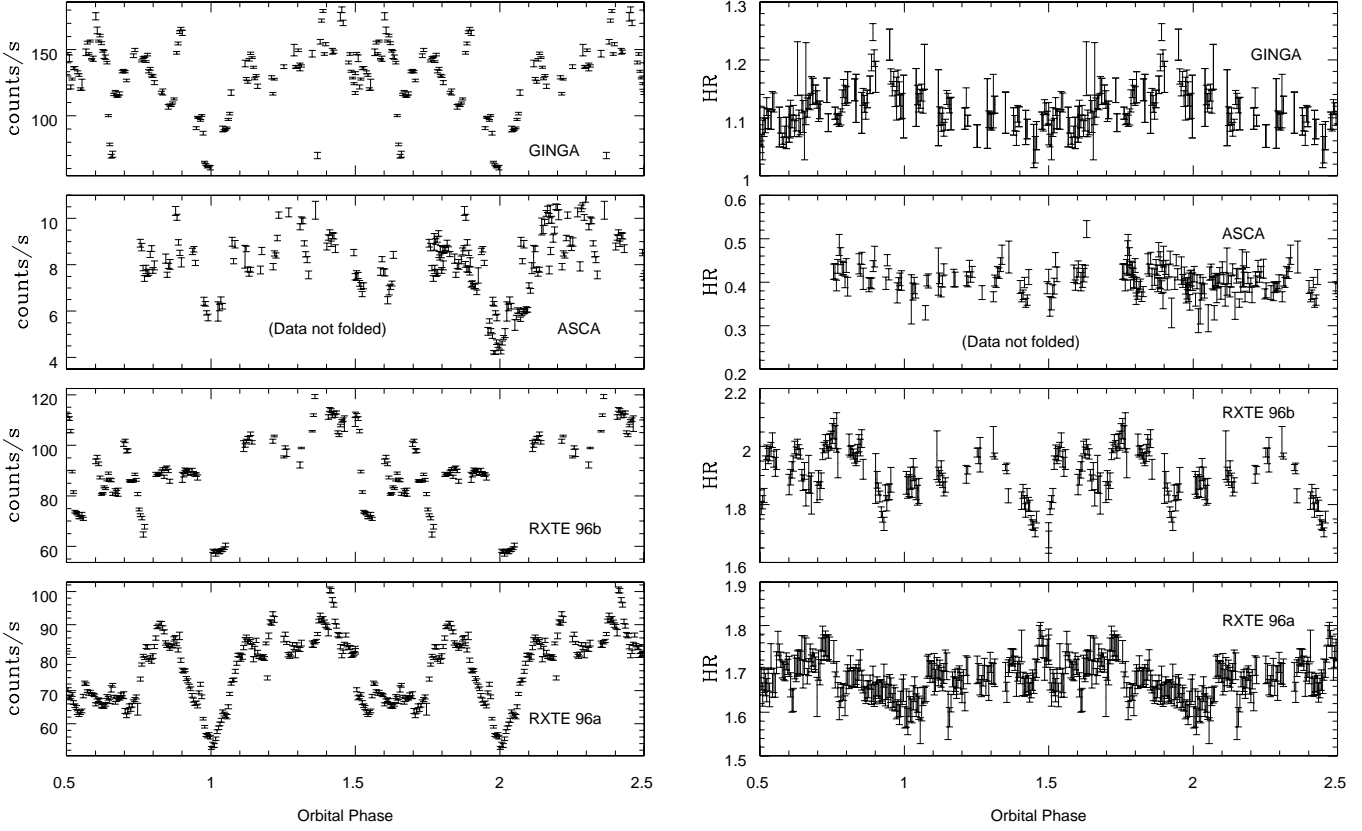 counts/s
150
100
GINGA
counts/s
10
8
6
4
(Data not folded)
ASCA
counts/s
120
100
80
60
RXTE 96b
counts/s
100
90
80
70
60
RXTE 96a
0.5
1
1.5
2
2.5
Orbital Phase
HR
1.3
1.2
1.1
1
GINGA
HR
0.6
0.5
0.4
0.3
0.2
ASCA
(Data not folded)
HR
2.2
2
1.9
1.8
1.6
RXTE 96b
HR
1.9
1.8
1.7
1.6
1.5
RXTE 96a
0.5
1
1.5
2
2.5
Orbital Phase